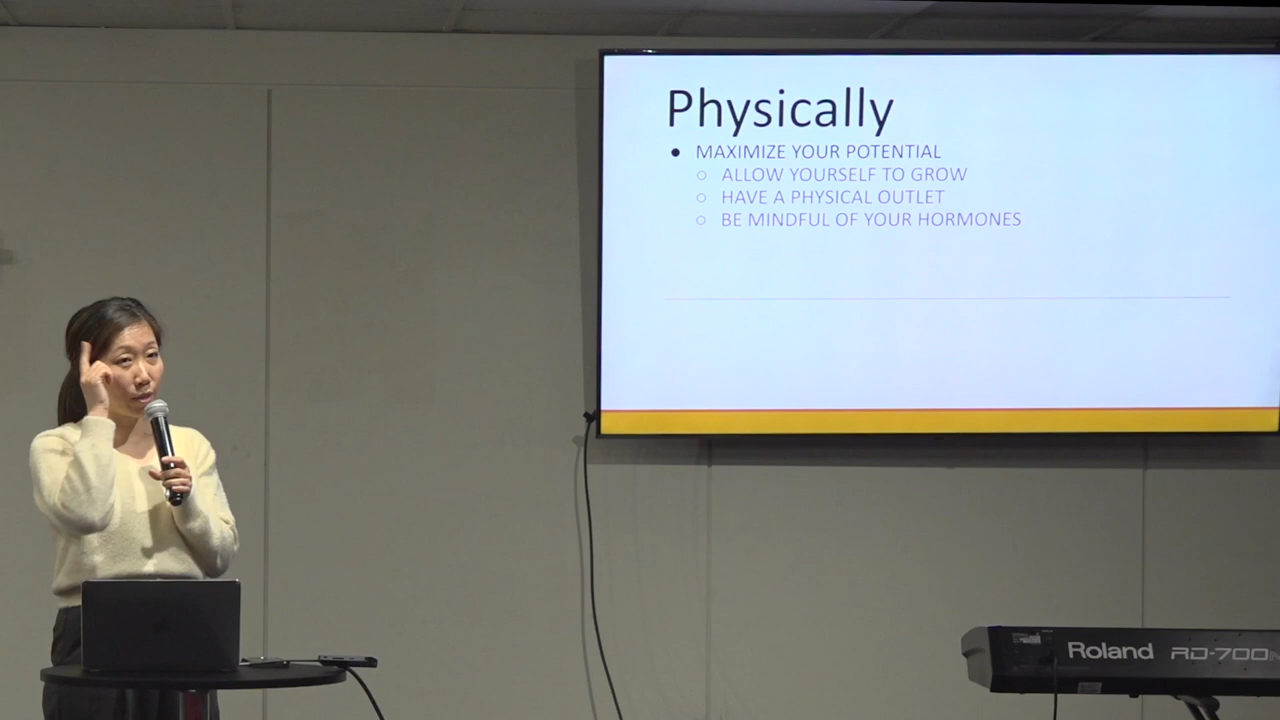 Physically
● MAXIMIZE YOUR POTENTIAL
○ ALLOW YOURSELF TO GROW
○ HAVE A PHYSICAL OUTLET
○ BE MINDFUL OF YOUR HORMONES
Roland RD-700